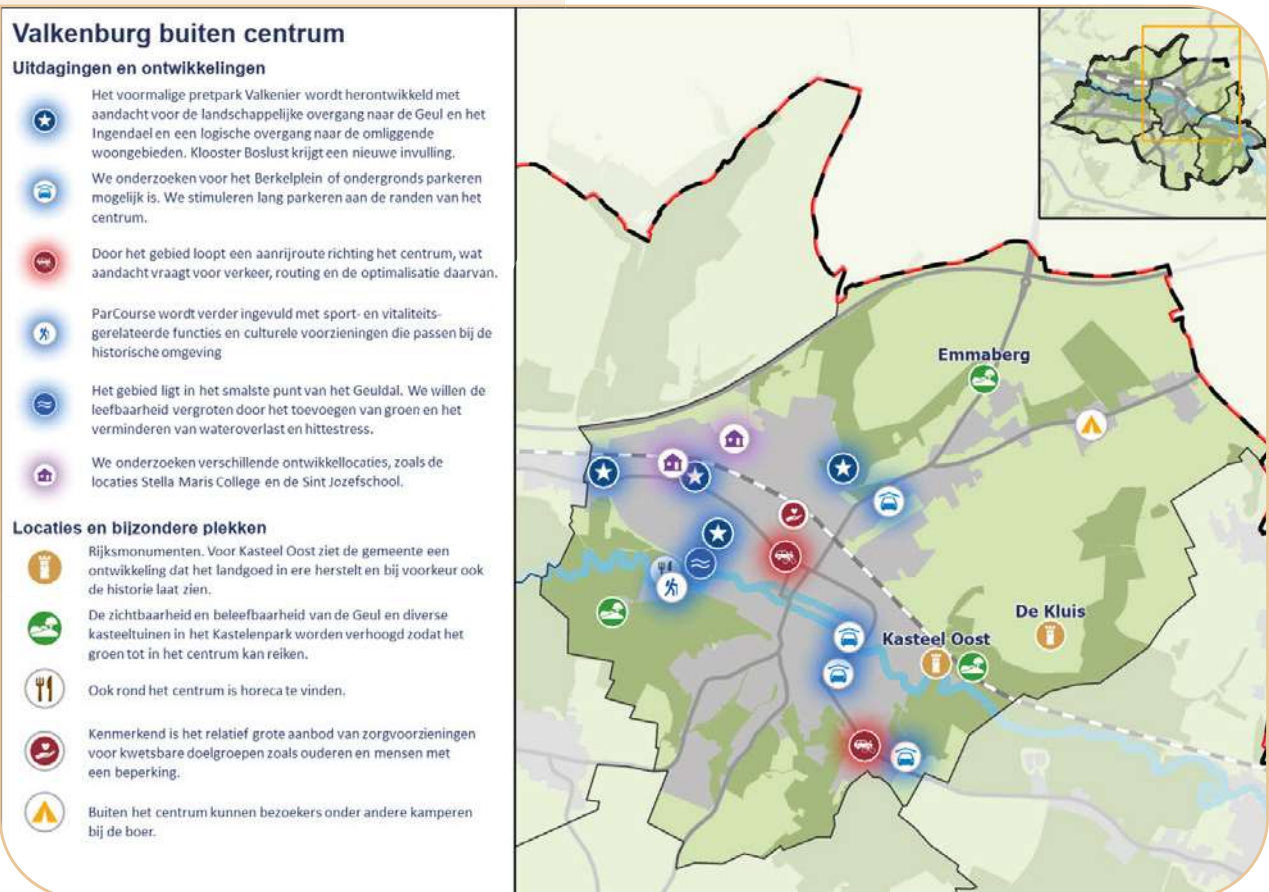 Valkenburg buiten centrum
Uitdagingen en ontwikkelingen
Het voormalige pretpark Valkenier wordt herontwikkeld met
aandacht voor de landschappelijke overgang naar de Geul en het
Ingendael en een logische overgang naar de omliggende
woongebieden. Klooster Boslust krijgt een nieuwe invulling.
We onderzoeken voor het Berkelplein of ondergronds parkeren
mogelijk is. We stimuleren lang parkeren aan de randen van het
centrum.
Door het gebied loopt een aanrijroute richting het centrum, wat
aandacht vraagt voor verkeer, routing en de optimalisatie daarvan.
ParCourse wordt verder ingevuld met sport- en vitaliteits-
gerelateerde functies en culturele voorzieningen die passen bij de
historische omgeving
Het gebied ligt in het smalste punt van het Geuldal. We willen de
leefbaarheid vergroten door het toevoegen van groen en het
verminderen van wateroverlast en hittestress.
We onderzoeken verschillende ontwikkellocaties, zoals de
locaties Stella Maris College en de Sint Jozefschool.
Locaties en bijzondere plekken
Rijksmonumenten. Voor Kasteel Oost ziet de gemeente een
ontwikkeling dat het landgoed in ere herstelt en bij voorkeur ook
de historie laat zien.
De zichtbaarheid en beleefbaarheid van de Geul en diverse
kasteeltuinen in het Kastelenpark worden verhoogd zodat het
groen tot in het centrum kan reiken.
Ook rond het centrum is horeca te vinden.
Kenmerkend is het relatief grote aanbod van zorgvoorzieningen
voor kwetsbare doelgroepen zoals ouderen en mensen met
een beperking.
Buiten het centrum kunnen bezoekers onder andere kamperen
bij de boer.
Emmaberg
De Kluis
Kasteel Oost